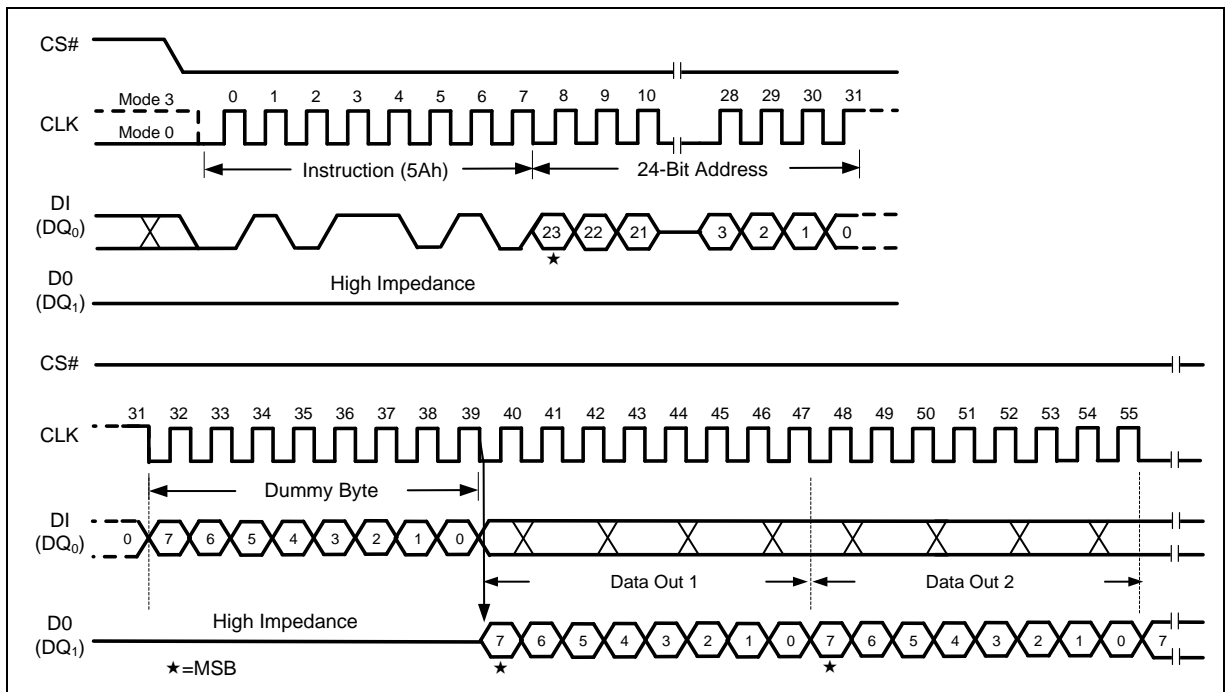 CS#
Mode 3 0 1 2 3 4 5 6 7 8 9 10 28 29 30 31
CLK
Mode 0
Instruction (5Ah) 24-Bit Address
DI
(DQ0) 23 22 21 3 2 1 0
★
D0
(DQ1) High Impedance
CS#
31 32 33 34 35 36 37 38 39 40 41 42 43 44 45 46 47 48 49 50 51 52 53 54 55
CLK
Dummy Byte
DI
(DQ0) 0 7 6 5 4 3 2 1 0
Data Out 1 Data Out 2
D0
(DQ1) High Impedance 7 6 5 4 3 2 1 0 7 6 5 4 3 2 1 0 7
★=MSB ★ ★